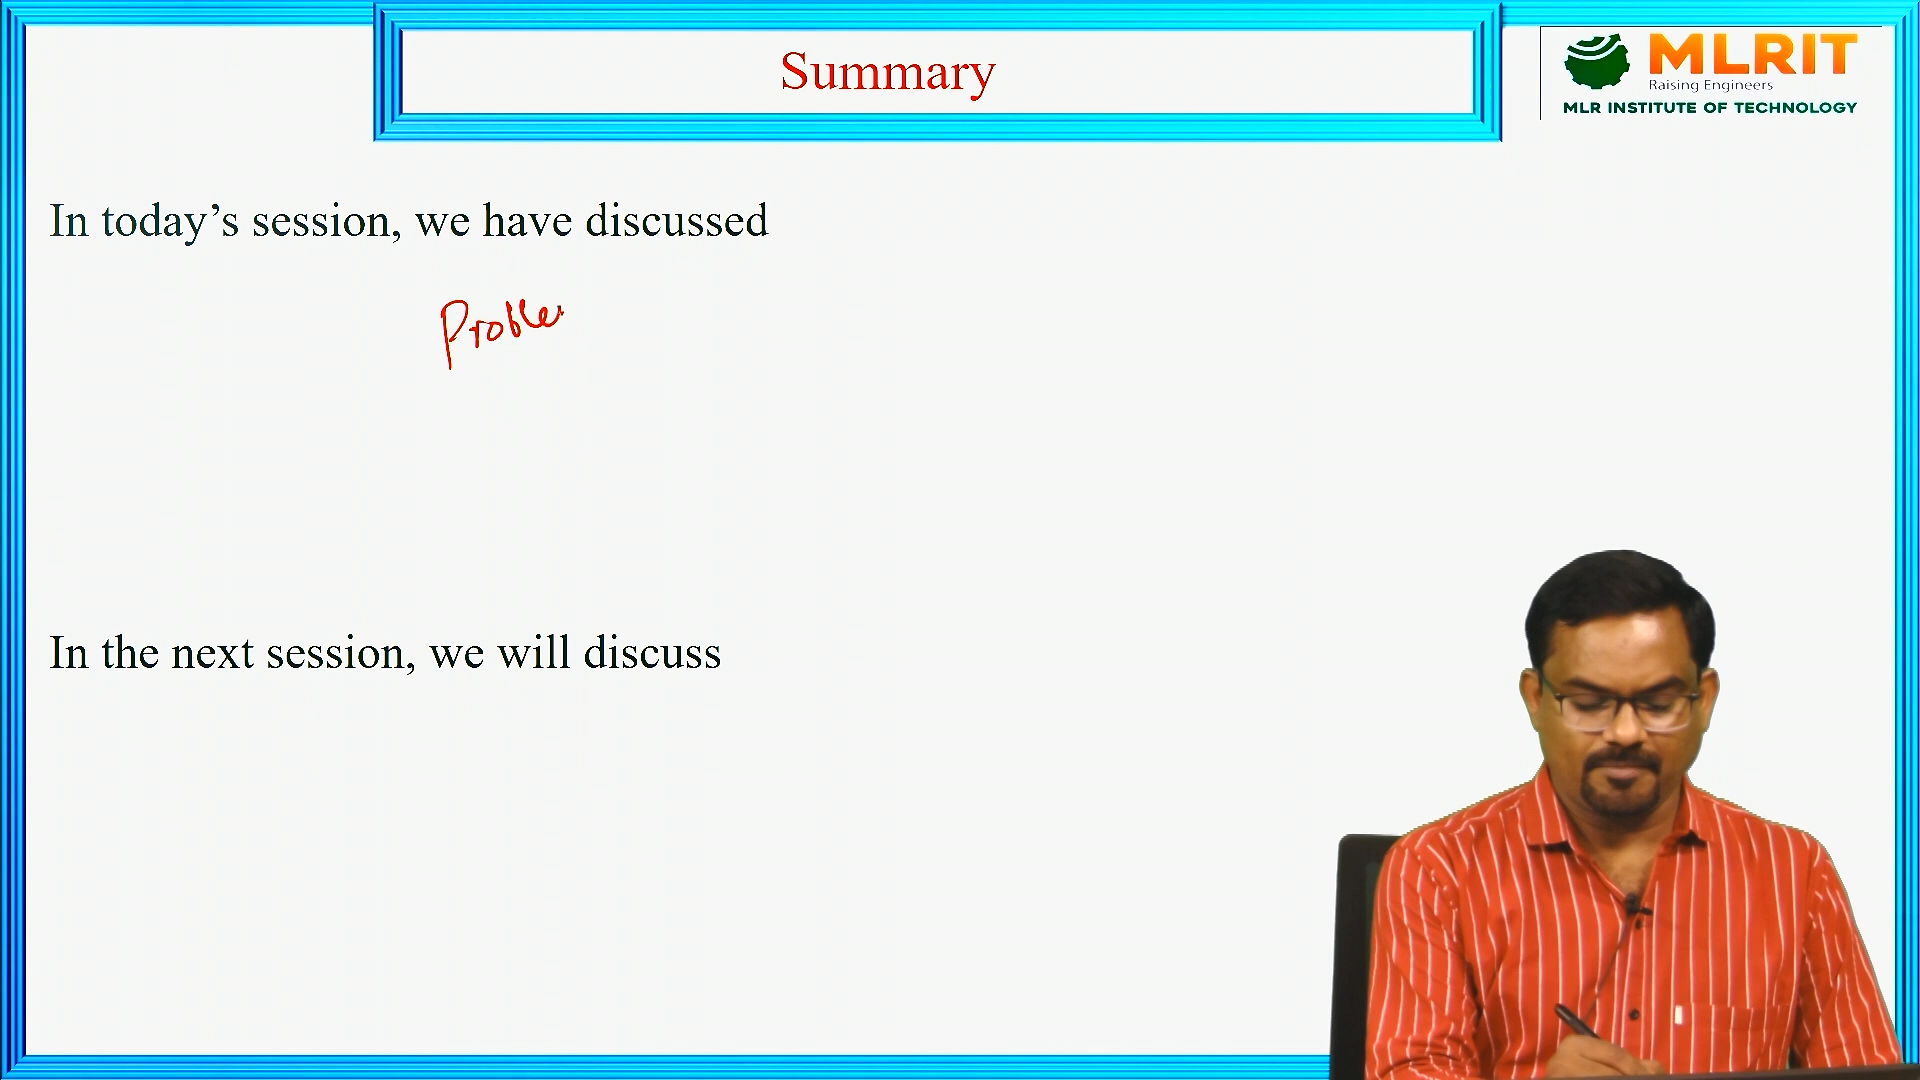 Summary
MLRIT
Raising Engineers
MLR INSTITUTE OF TECHNOLOGY
In today’s session, we have discussed
Proble
In the next session, we will discuss